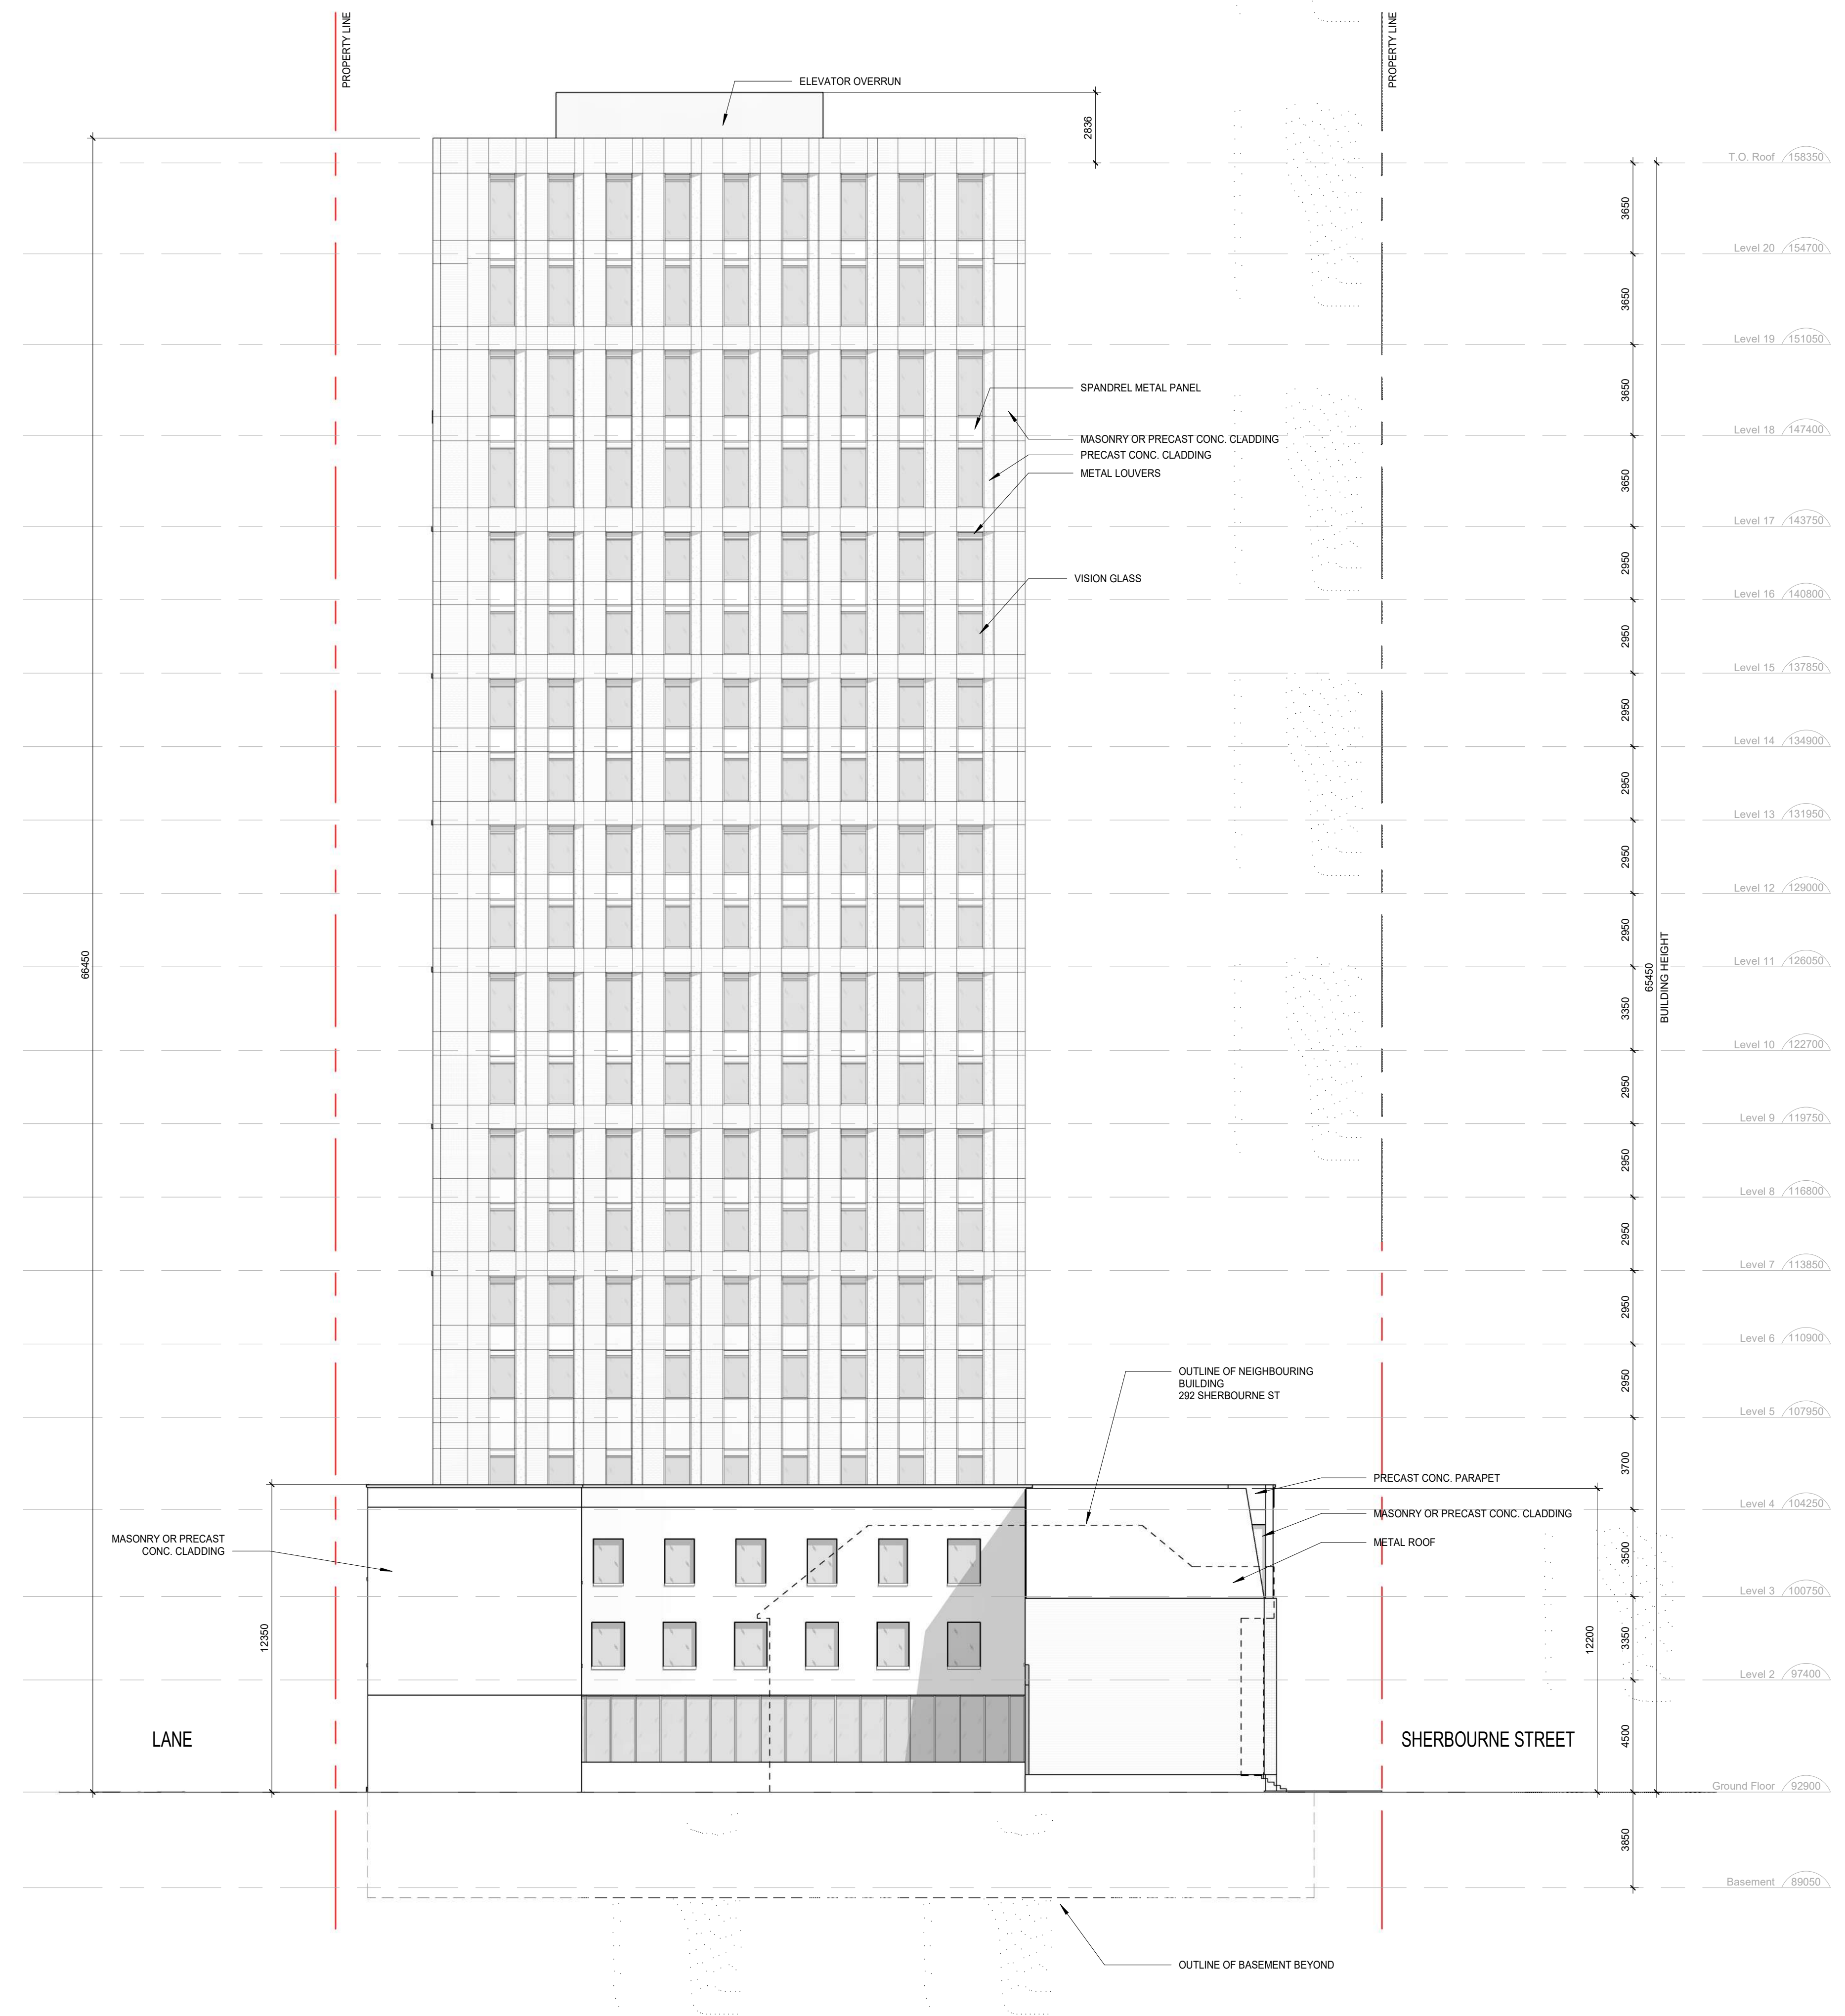 PROPERTY LINE
PROPERTY LINE
ELEVATOR OVERRUN
2836
T.O. Roof 158350
3650
Level 20 154700
3650
Level 19 151050
SPANDREL METAL PANEL
3650
MASONRY OR PRECAST CONC. CLADDING
Level 18 147400
PRECAST CONC. CLADDING
METAL LOUVERS
3650
Level 17 143750
2950
VISION GLASS
Level 16 140800
2950
Level 15 137850
2950
Level 14 134900
2950
Level 13 131950
2950
Level 12 129000
2950
Level 11 126050
66450
65450
BUILDING HEIGHT
3350
Level 10 122700
2950
Level 9 119750
2950
Level 8 116800
2950
Level 7 113850
2950
Level 6 110900
OUTLINE OF NEIGHBOURING
BUILDING
292 SHERBOURNE ST
2950
Level 5 107950
3700
PRECAST CONC. PARAPET
Level 4 104250
MASONRY OR PRECAST CONC. CLADDING
MASONRY OR PRECAST
CONC. CLADDING
METAL ROOF
3500
Level 3 100750
12350
12200
3350
Level 2 97400
LANE
SHERBOURNE STREET
4500
Ground Floor 92900
3850
Basement 89050
OUTLINE OF BASEMENT BEYOND